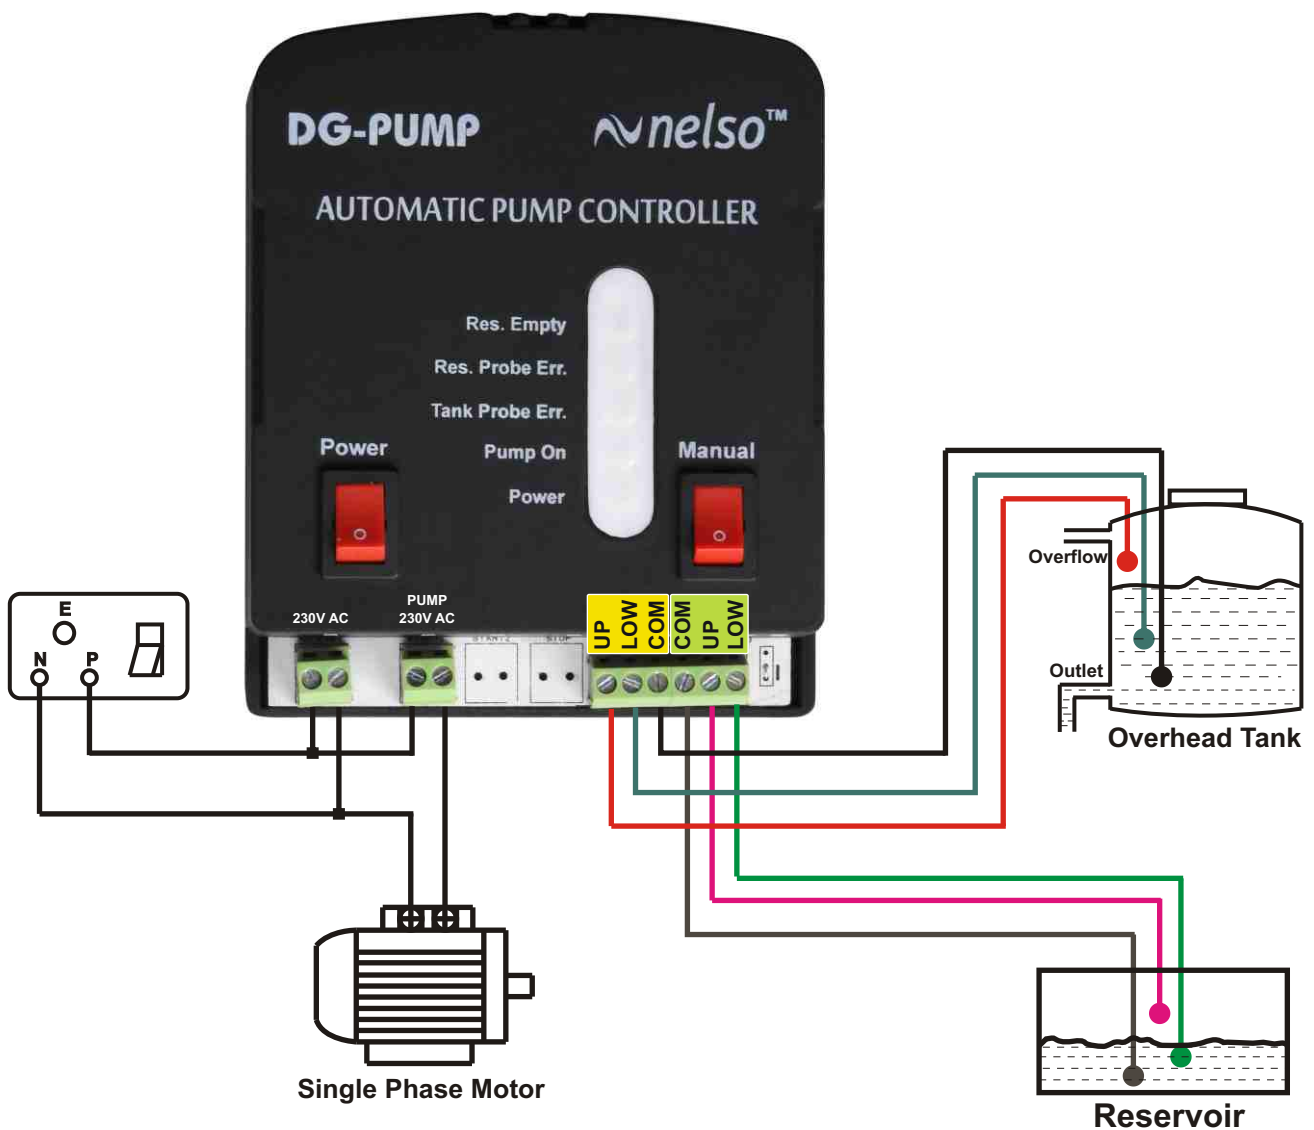 DG-PUMP
nelso™
AUTOMATIC PUMP CONTROLLER
Res. Empty
Res. Probe Err.
Tank Probe Err.
Pump On
Power
Power
Manual
230V AC
PUMP
230V AC
UP
LOW
COM
COM
UP
LOW
E
N
P
Overflow
Outlet
Overhead Tank
Single Phase Motor
Reservoir